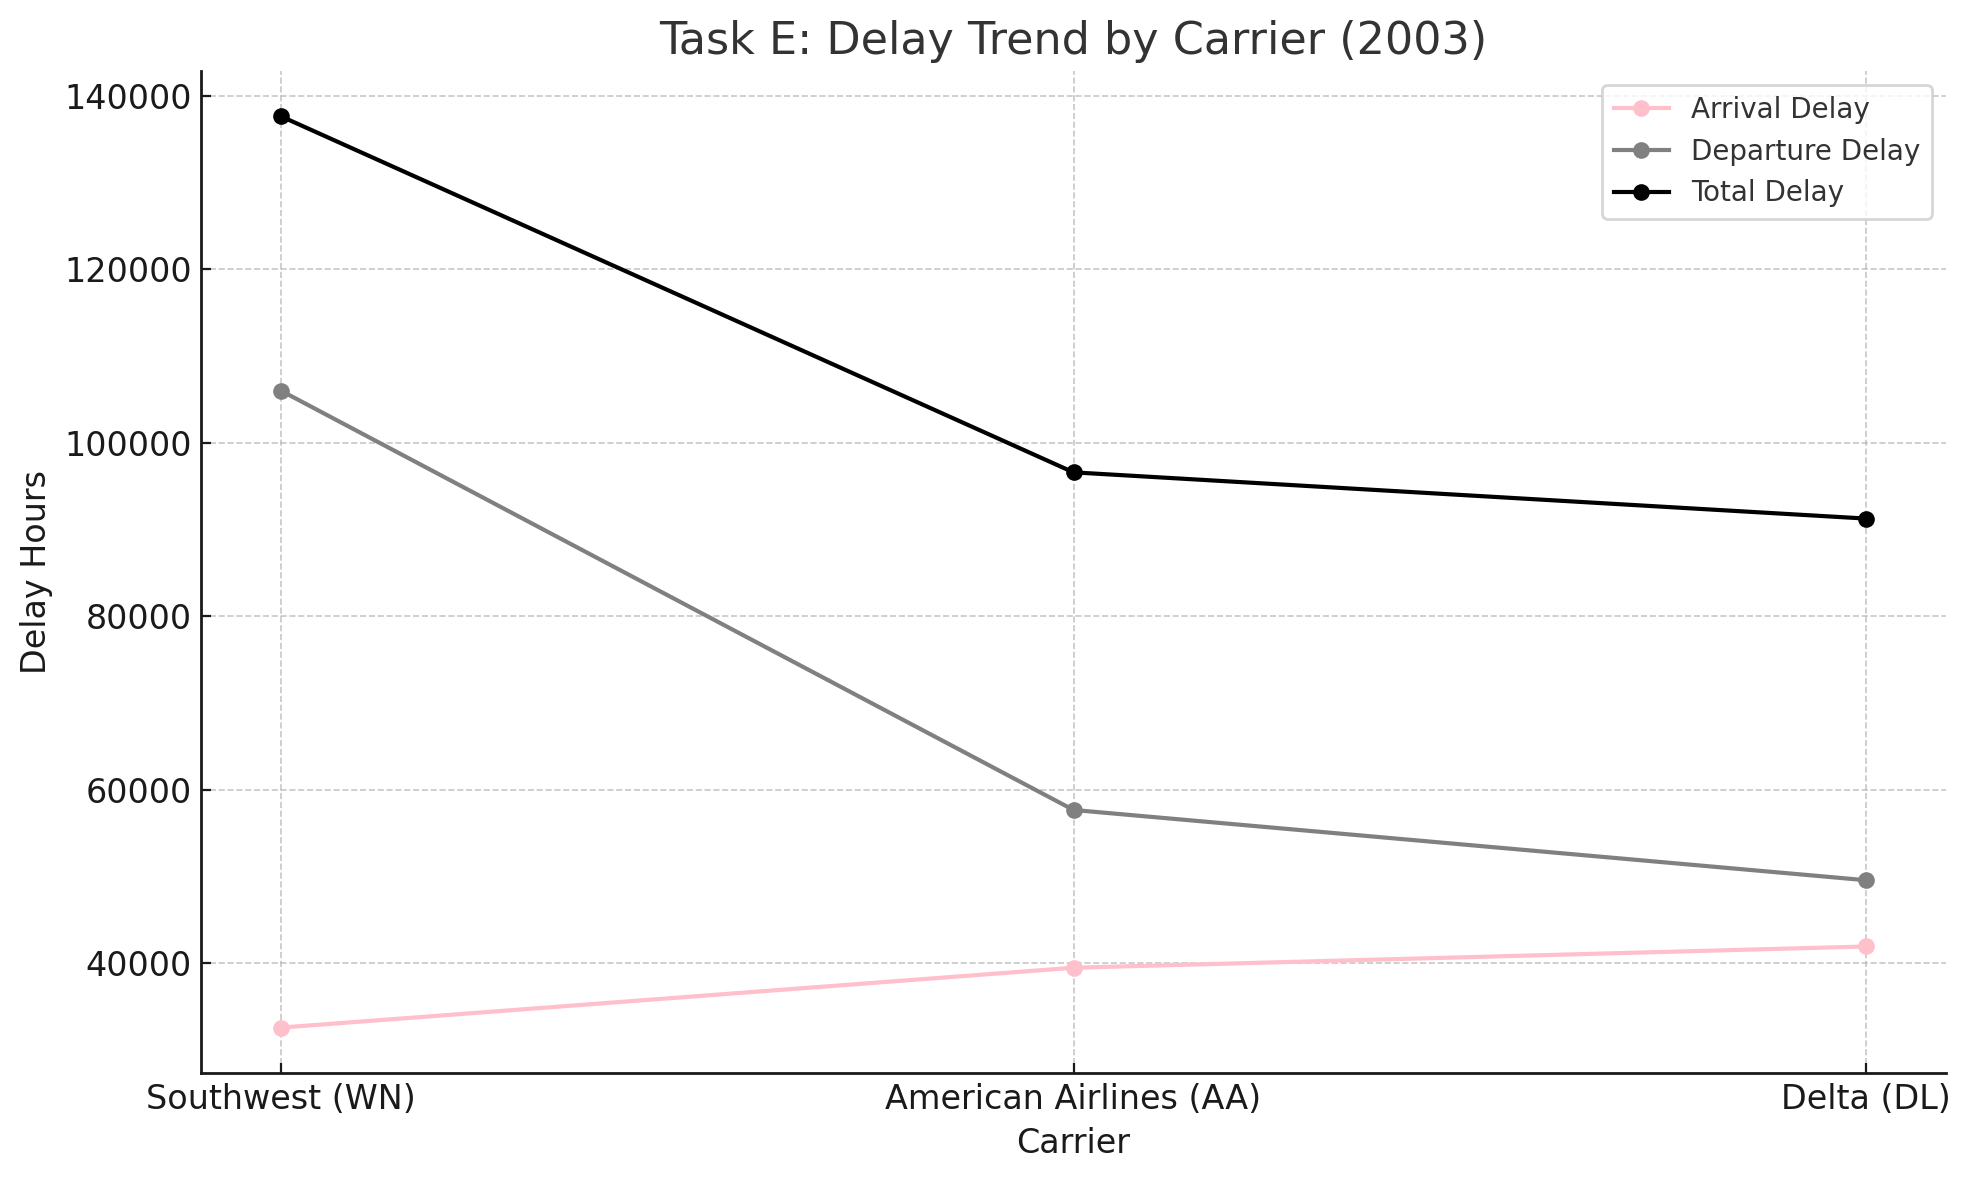 Task E: Delay Trend by Carrier (2003)
140000
120000
100000
80000
60000
40000
Delay Hours
Arrival Delay
Departure Delay
Total Delay
Southwest (WN)
American Airlines (AA)
Delta (DL)
Carrier